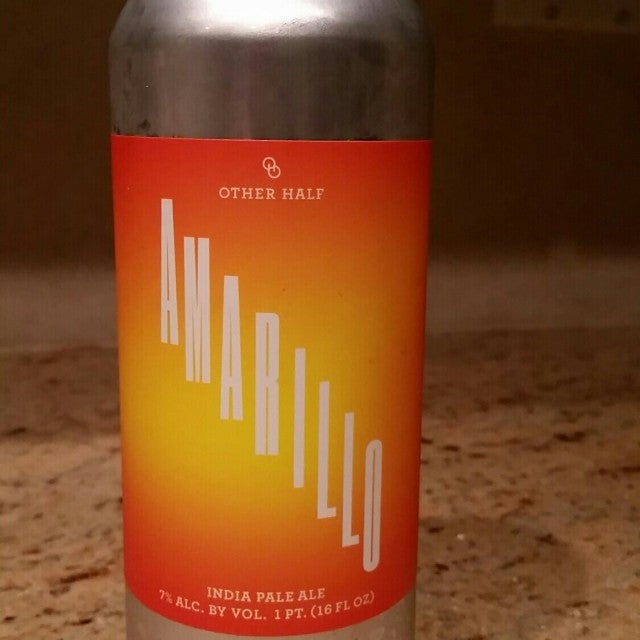 OTHER HALF
AMARILLO
INDIA PALE ALE
7% ALC. BY VOL. 1 PT. (16 FL OZ)